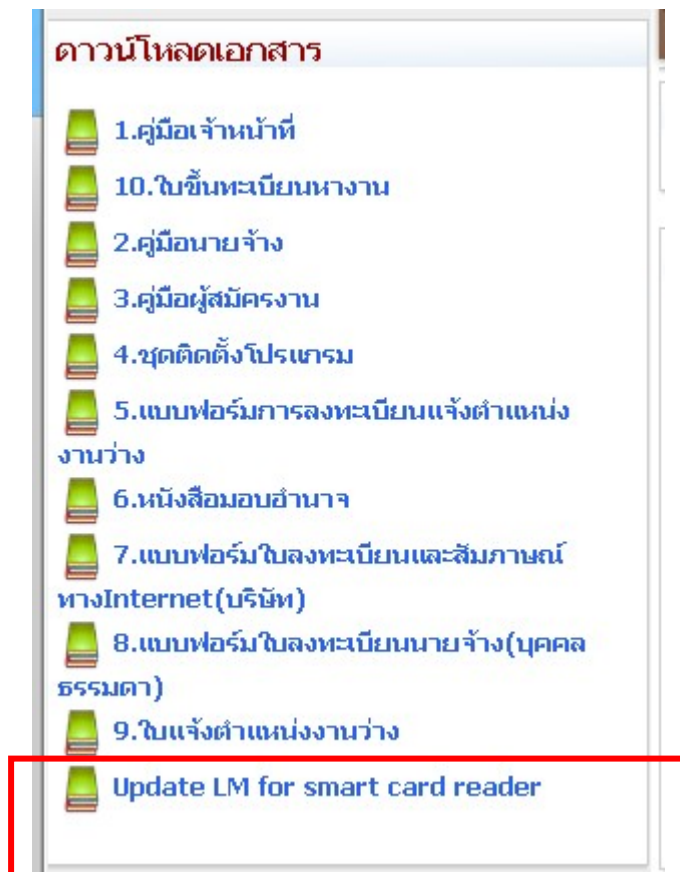 ดาวน์โหลดเอกสาร
1.คู่มือเจ้าหน้าที่
10.ใบขึ้นทะเบียนหางาน
2.คู่มือนายจ้าง
3.คู่มือผู้สมัครงาน
4.ชุดติดตั้งโปรแกรม
5.แบบฟอร์มการลงทะเบียนแจ้งตำแหน่ง
งานว่าง
6.หนังสือมอบอำนาจ
7.แบบฟอร์มใบลงทะเบียนและสัมภาษณ์
ทางInternet(บริษัท)
8.แบบฟอร์มใบลงทะเบียนนายจ้าง(บุคคล
ธรรมดา)
9.ใบแจ้งตำแหน่งงานว่าง
Update LM for smart card reader